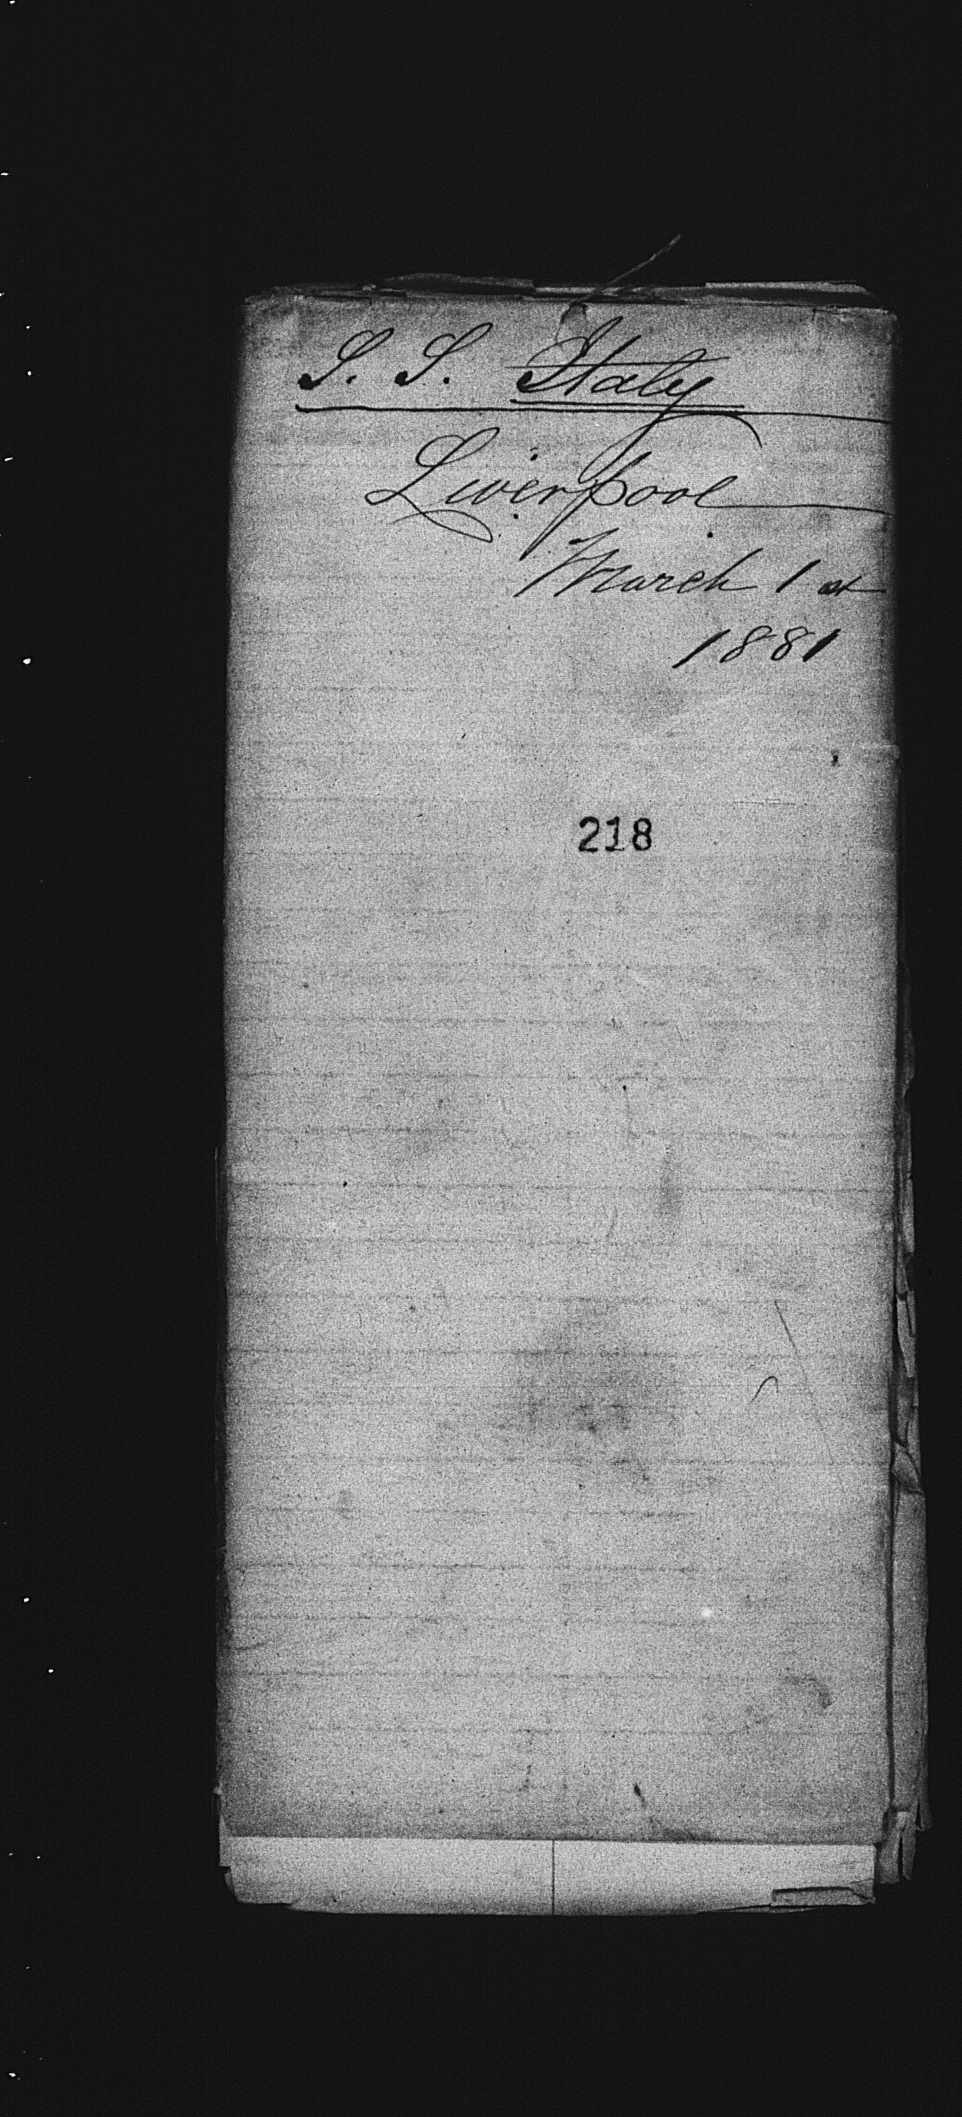 S. S. Italy
Liverpool
March 1st
1881
218